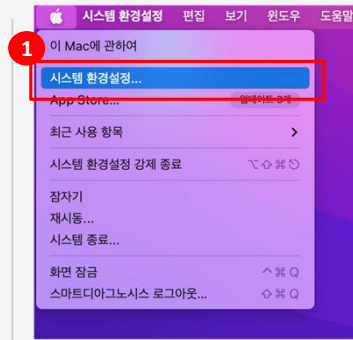 시스템 환경설정 편집 보기 윈도우 도움말
1
이 Mac에 관하여
시스템 환경설정...
App Store... 업데이트 8개
최근 사용 항목 >
시스템 환경설정 강제 종료 ⌥⇧⌘⎋
잠자기
재시동...
시스템 종료...
화면 잠금 ^⌘Q
스마트디아그노시스 로그아웃... ⇧⌘Q